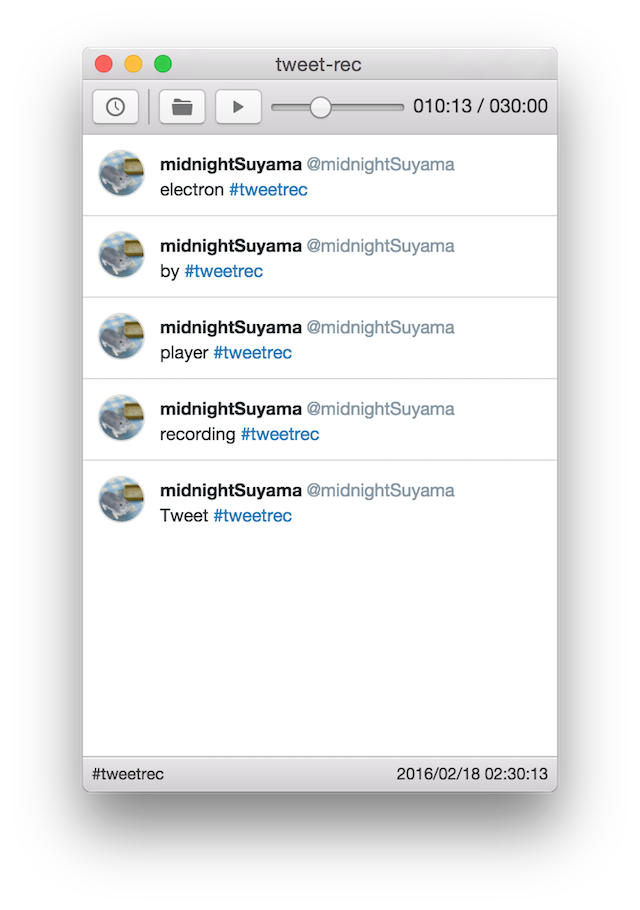 tweet-rec
010:13 / 030:00
midnightSuyama @midnightSuyama
electron #tweetrec
midnightSuyama @midnightSuyama
by #tweetrec
midnightSuyama @midnightSuyama
player #tweetrec
midnightSuyama @midnightSuyama
recording #tweetrec
midnightSuyama @midnightSuyama
Tweet #tweetrec
#tweetrec 2016/02/18 02:30:13